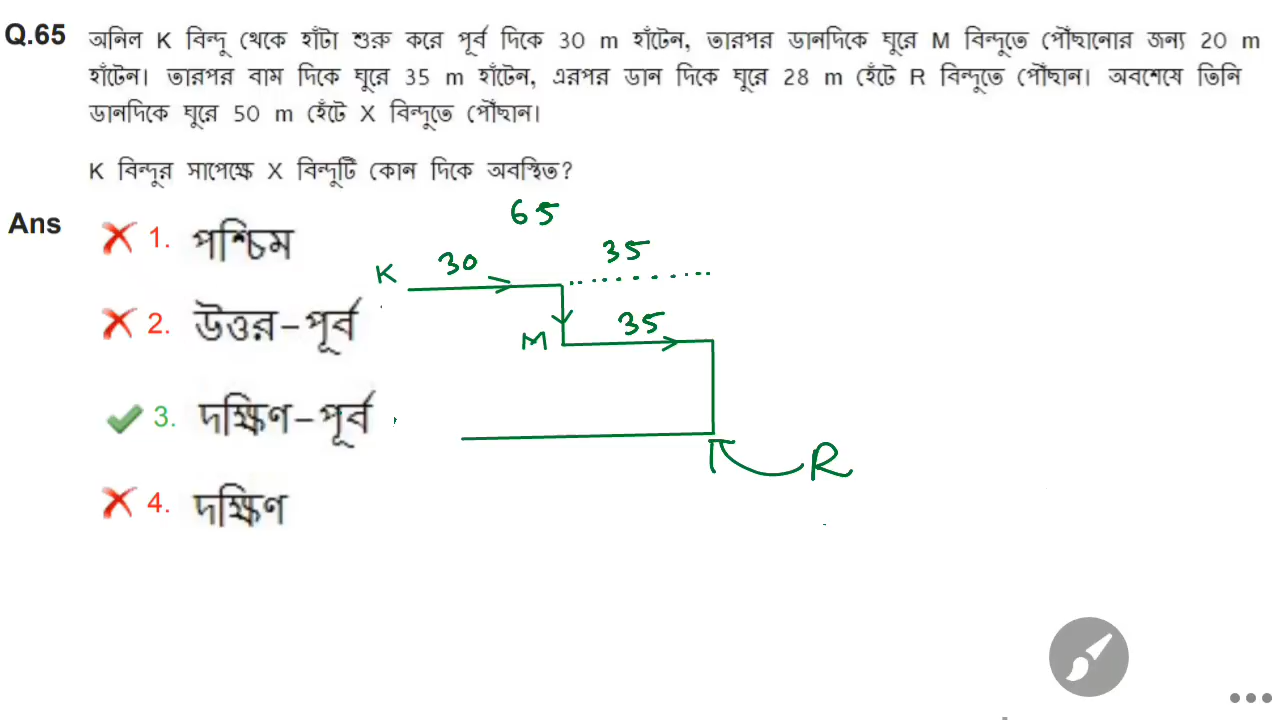 Q.65 অনিল K বিন্দু থেকে হাঁটা শুরু করে পূর্ব দিকে 30 m হাঁটেন, তারপর ডানদিকে ঘুরে M বিন্দুতে পৌঁছানোর জন্য 20 m
হাঁটেন। তারপর বাম দিকে ঘুরে 35 m হাঁটেন, এরপর ডান দিকে ঘুরে 28 m হেঁটে R বিন্দুতে পৌঁছান। অবশেষে তিনি
ডানদিকে ঘুরে 50 m হেঁটে X বিন্দুতে পৌঁছান।
K বিন্দুর সাপেক্ষে X বিন্দুটি কোন দিকে অবস্থিত?
Ans
1. পশ্চিম
2. উত্তর-পূর্ব
3. দক্ষিণ-পূর্ব
4. দক্ষিণ
65
35
K 30
M 35
R